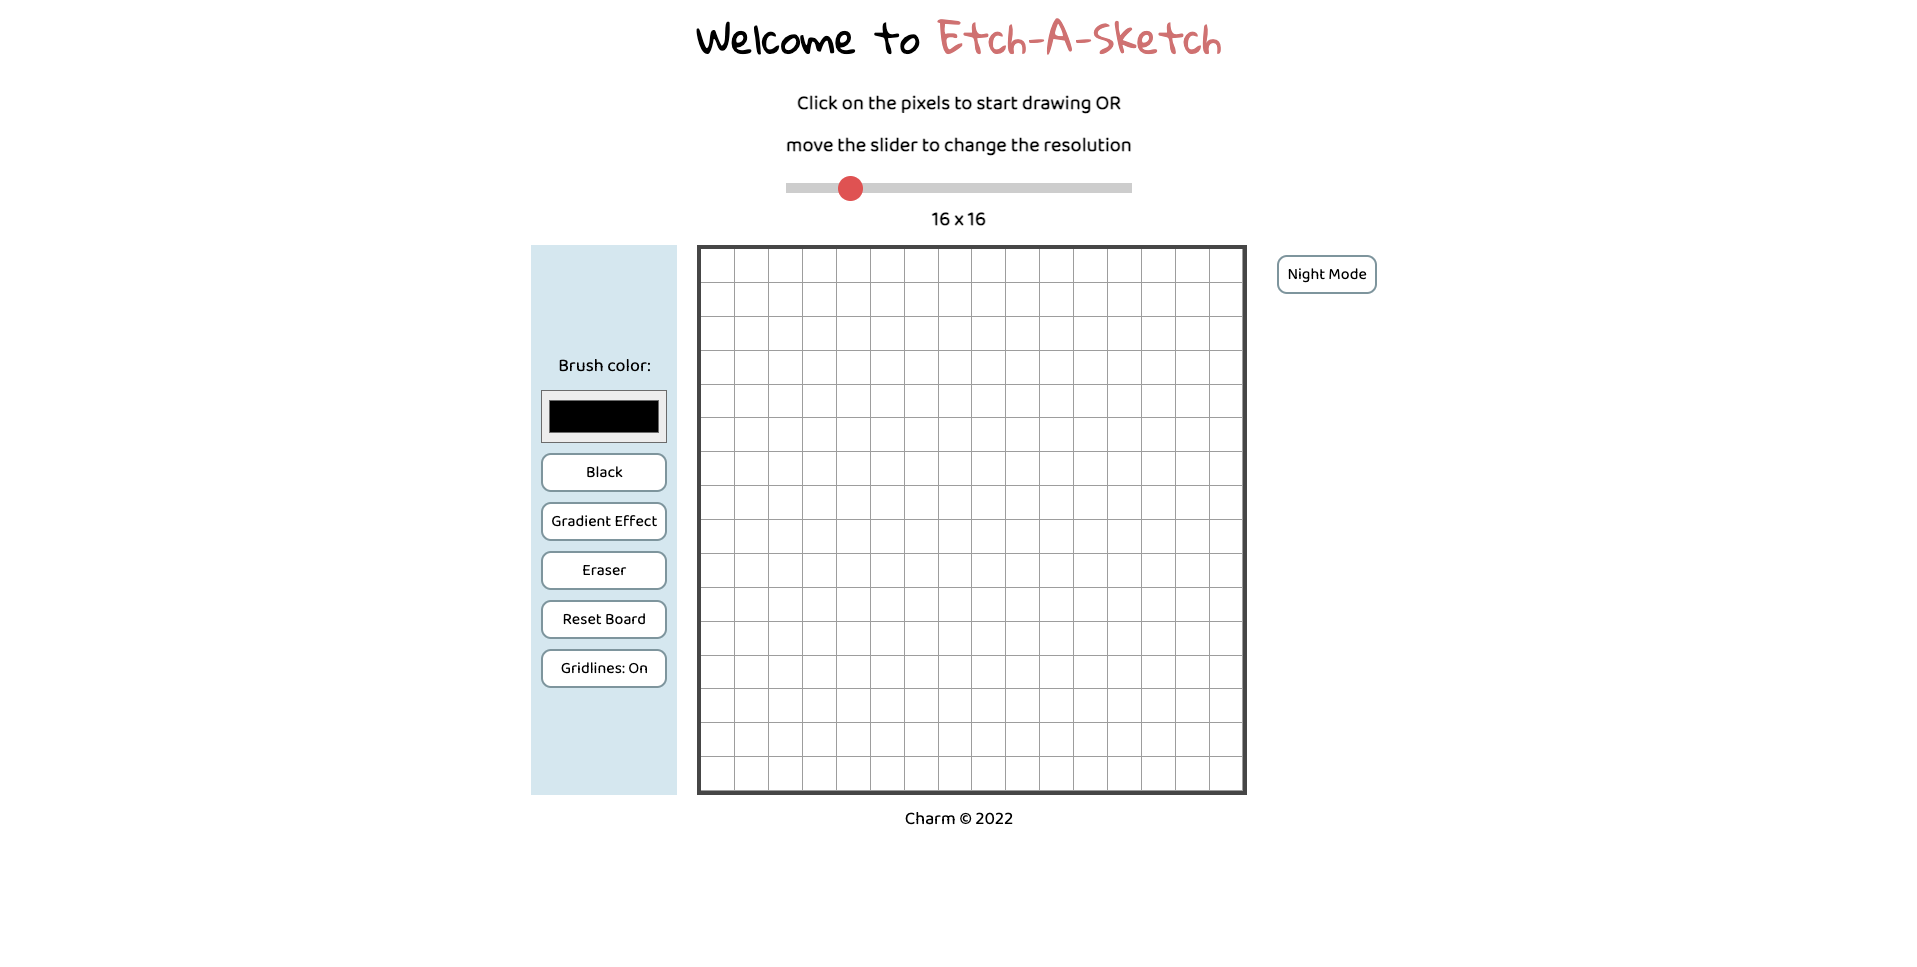 Welcome to Etch-A-Sketch
Click on the pixels to start drawing OR
move the slider to change the resolution
16 x 16
Night Mode
Brush color:
Black
Gradient Effect
Eraser
Reset Board
Gridlines: On
Charm © 2022